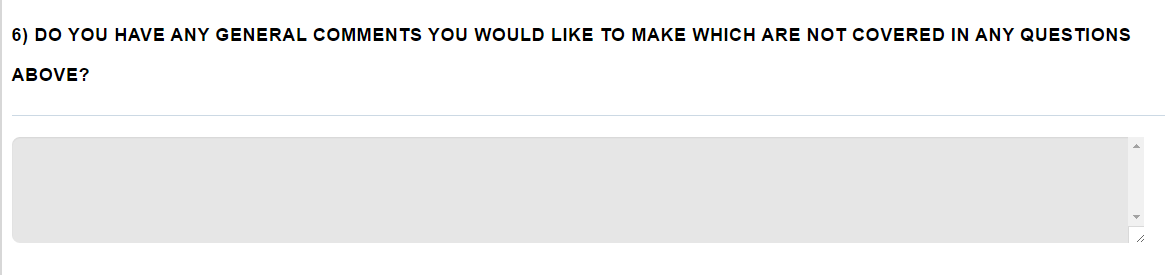 6) DO YOU HAVE ANY GENERAL COMMENTS YOU WOULD LIKE TO MAKE WHICH ARE NOT COVERED IN ANY QUESTIONS
ABOVE?